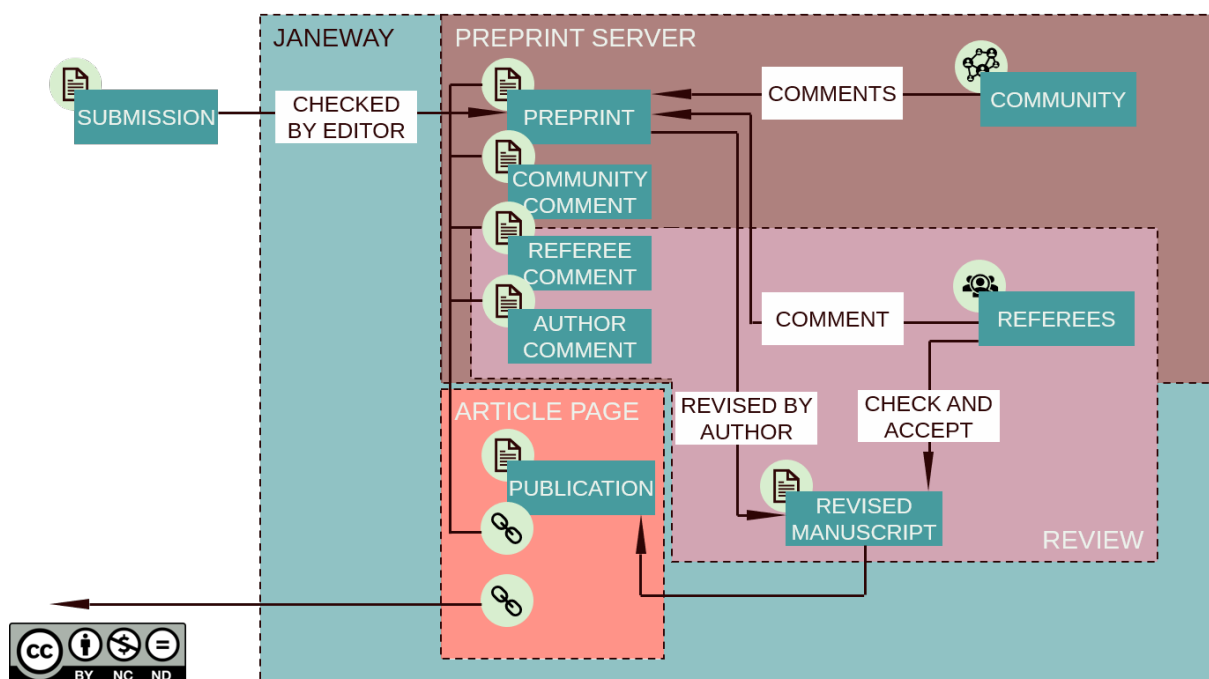 JANEWAY
PREPRINT SERVER
SUBMISSION
CHECKED
BY EDITOR
PREPRINT
COMMENTS
COMMUNITY
COMMUNITY
COMMENT
REFEREE
COMMENT
AUTHOR
COMMENT
COMMENT
REFEREES
ARTICLE PAGE
REVISED BY
AUTHOR
CHECK AND
ACCEPT
PUBLICATION
REVISED
MANUSCRIPT
REVIEW
CC
BY NC ND